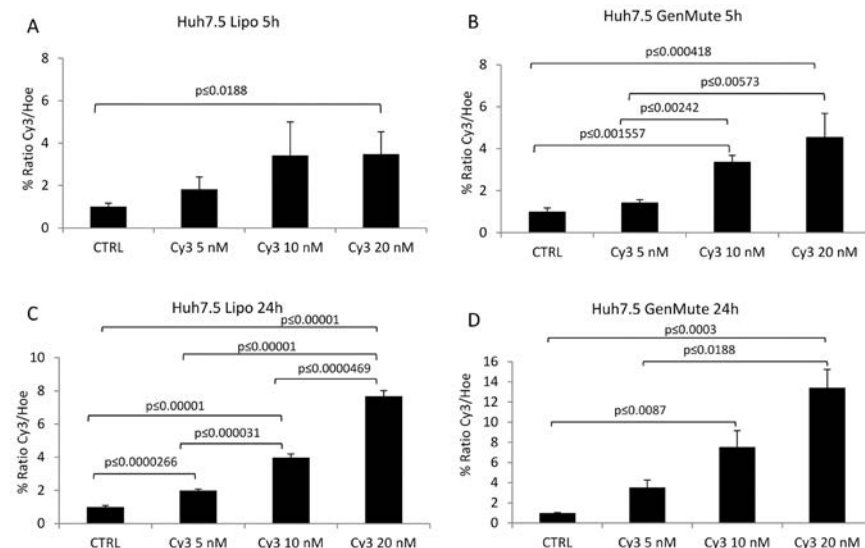 A
Huh7.5 Lipo 5h
% Ratio Cy3/Hoe
8
6
4
2
0
p≤0.0188
CTRL Cy3 5 nM Cy3 10 nM Cy3 20 nM
B
Huh7.5 GenMute 5h
% Ratio Cy3/Hoe
8
6
4
2
0
p≤0.000418
p≤0.00573
p≤0.00242
p≤0.001557
CTRL Cy3 5 nM Cy3 10 nM Cy3 20 nM
C
Huh7.5 Lipo 24h
% Ratio Cy3/Hoe
10
8
6
4
2
0
p≤0.00001
p≤0.00001
p≤0.0000469
p≤0.00001
p≤0.000031
p≤0.0000266
CTRL Cy3 5 nM Cy3 10 nM Cy3 20 nM
D
Huh7.5 GenMute 24h
% Ratio Cy3/Hoe
16
14
12
10
8
6
4
2
0
p≤0.0003
p≤0.0188
p≤0.0087
CTRL Cy3 5 nM Cy3 10 nM Cy3 20 nM